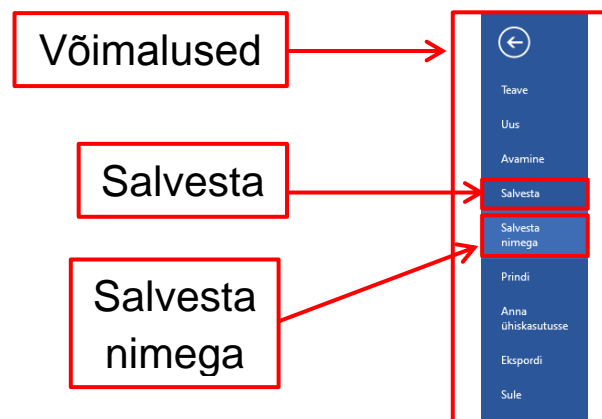 Võimalused
Salvesta
Salvesta
nimega
Teave
Uus
Avamine
Salvesta
Salvesta
nimega
Prindi
Anna
ühiskasutusse
Ekspordi
Sule